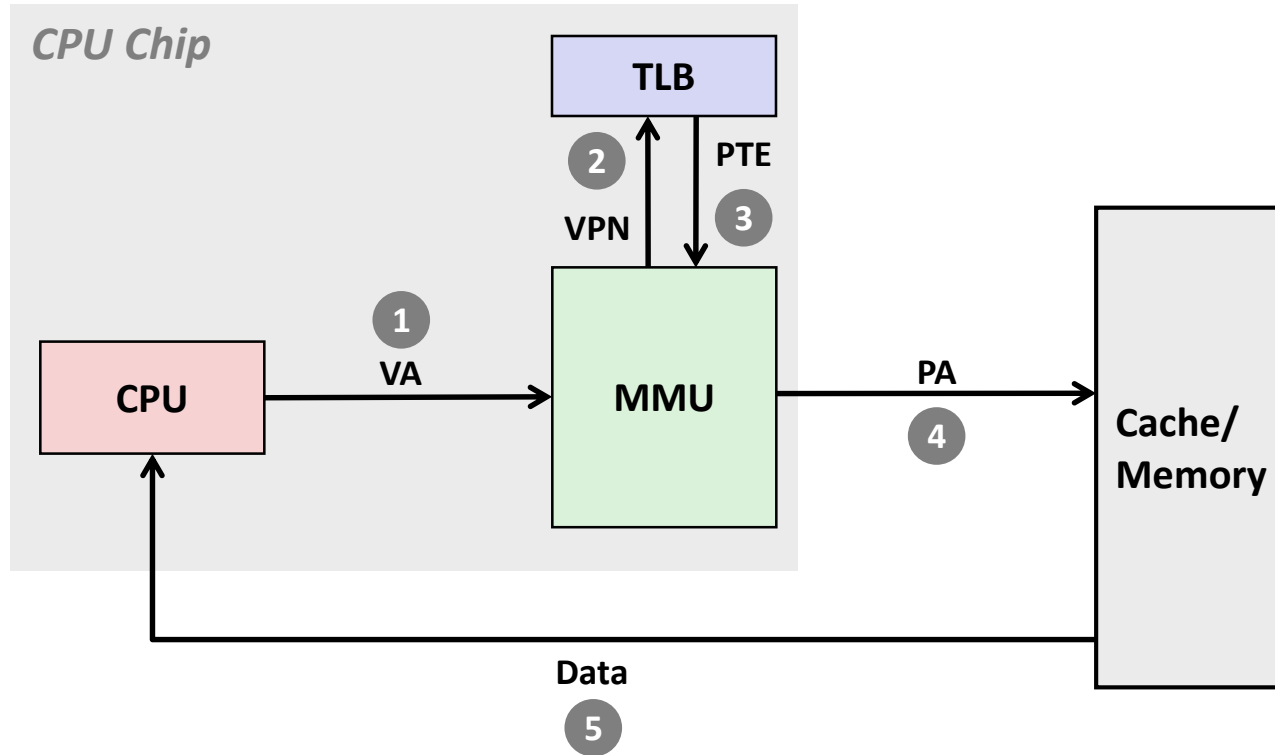 CPU Chip
TLB
2
PTE
VPN
3
1
VA
CPU
MMU
PA
4
Cache/
Memory
Data
5